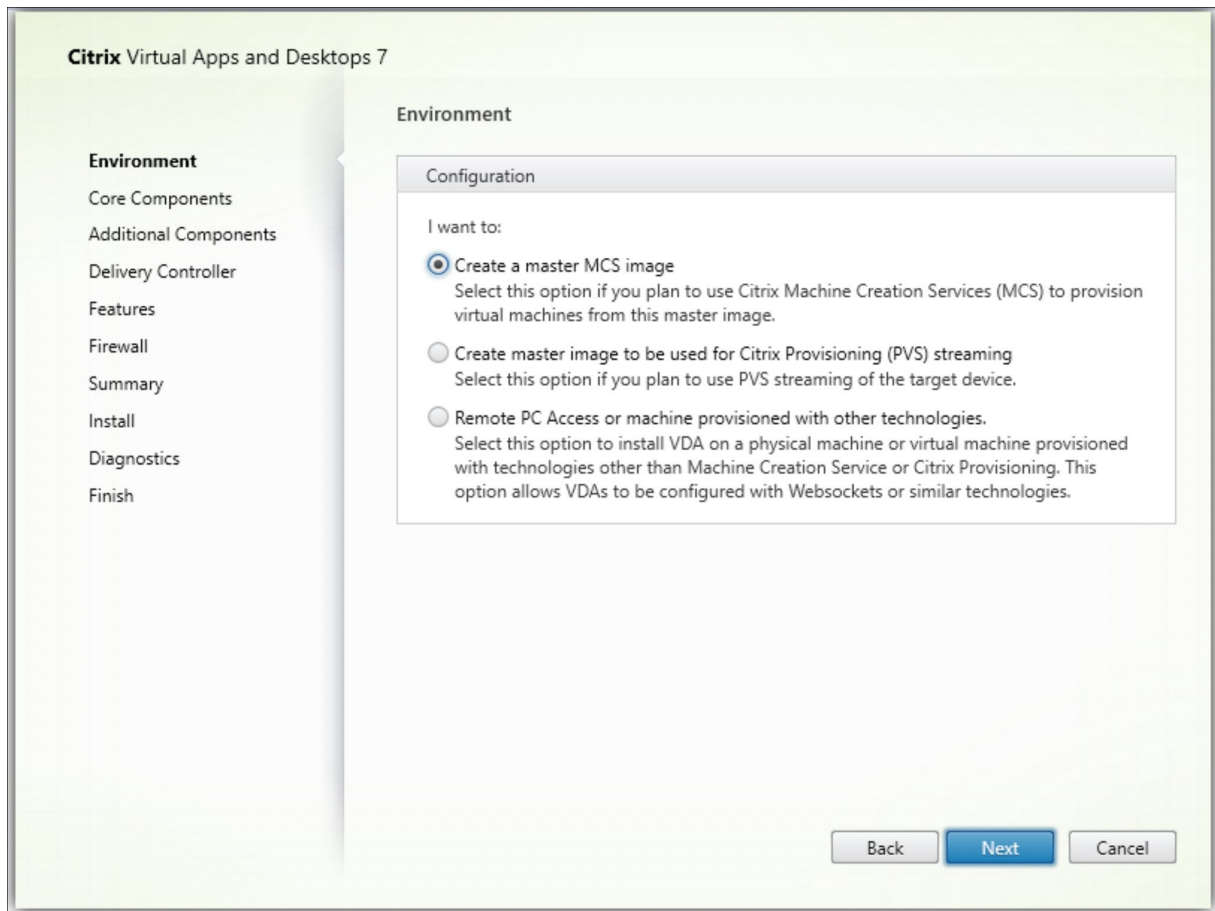 Citrix Virtual Apps and Desktops 7
Environment
Core Components
Additional Components
Delivery Controller
Features
Firewall
Summary
Install
Diagnostics
Finish
Environment
Configuration
I want to:
Create a master MCS image
Select this option if you plan to use Citrix Machine Creation Services (MCS) to provision
virtual machines from this master image.
Create master image to be used for Citrix Provisioning (PVS) streaming
Select this option if you plan to use PVS streaming of the target device.
Remote PC Access or machine provisioned with other technologies.
Select this option to install VDA on a physical machine or virtual machine provisioned
with technologies other than Machine Creation Service or Citrix Provisioning. This
option allows VDAs to be configured with Websockets or similar technologies.
Back
Next
Cancel